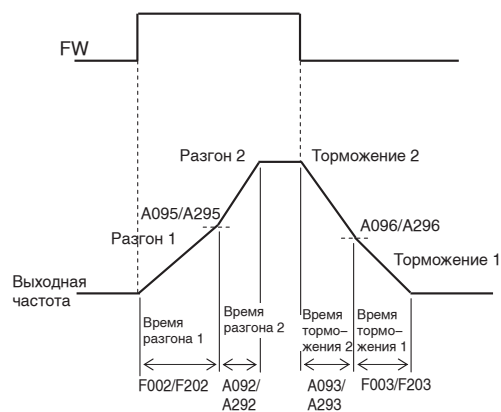 FW
Разгон 2
Торможение 2
A095/A295
A096/A296
Разгон 1
Торможение 1
Выходная
частота
Время
разгона 1
Время
разгона 2
Время
тормо–
жения 2
Время
тормо–
жения 1
F002/F202
A092/
A292
A093/
A293
F003/F203